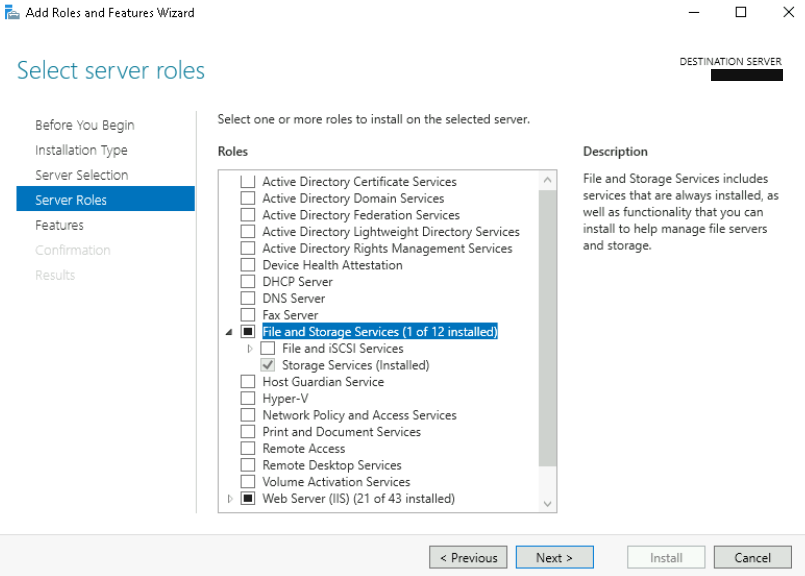 Add Roles and Features Wizard
Select server roles
DESTINATION SERVER
Before You Begin
Installation Type
Server Selection
Server Roles
Features
Confirmation
Results
Select one or more roles to install on the selected server.
Roles
Active Directory Certificate Services
Active Directory Domain Services
Active Directory Federation Services
Active Directory Lightweight Directory Services
Active Directory Rights Management Services
Device Health Attestation
DHCP Server
DNS Server
Fax Server
File and Storage Services (1 of 12 installed)
File and iSCSI Services
Storage Services (Installed)
Host Guardian Service
Hyper-V
Network Policy and Access Services
Print and Document Services
Remote Access
Remote Desktop Services
Volume Activation Services
Web Server (IIS) (21 of 43 installed)
Description
File and Storage Services includes
services that are always installed, as
well as functionality that you can
install to help manage file servers
and storage.
< Previous
Next >
Install
Cancel